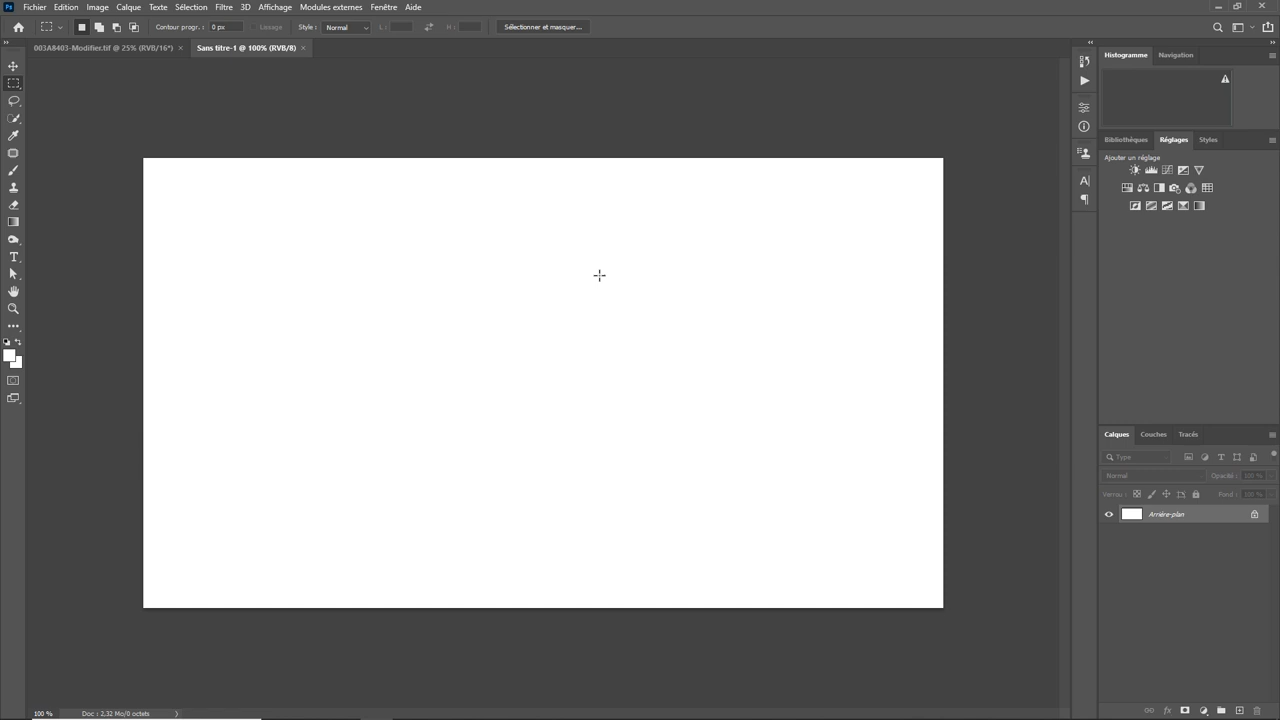 Ps Fichier Edition Image Calque Texte Sélection Filtre 3D Affichage Modules externes Fenêtre Aide
Contour progr. : 0 px Lissage Style : Normal L : H : Sélectionner et masquer...
003A8403-Modifier.tif @ 25% (RVB/16*) × Sans titre-1 @ 100% (RVB/8) ×
Histogramme Navigation
Bibliothèques Réglages Styles
Ajouter un réglage
Calques Couches Tracés
Type
Normal Opacité : 100 %
Verrou : Fond : 100 %
Arrière-plan
100 % Doc : 2,32 Mo/0 octets